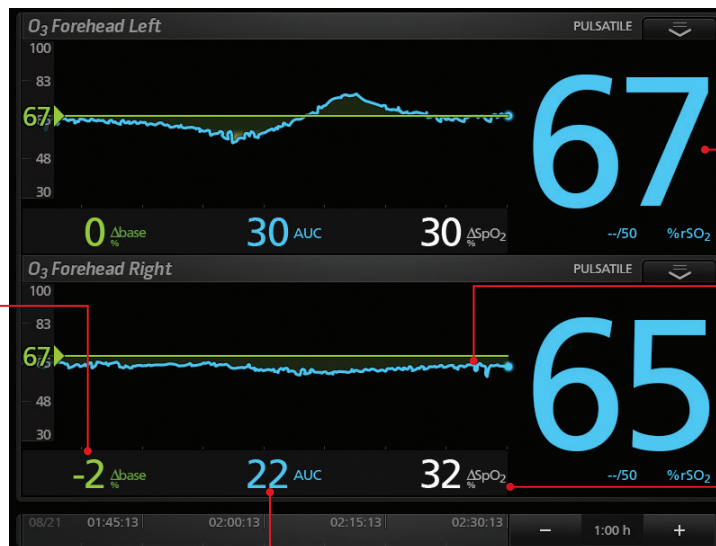 O3 Forehead Left PULSATILE
100
83
67
48
30
67
0 Δbase % 30 AUC 30 ΔSpO2 % --/50 %rSO2
O3 Forehead Right PULSATILE
100
83
67
48
30
65
-2 Δbase % 22 AUC 32 ΔSpO2 % --/50 %rSO2
08/21 01:45:13 02:00:13 02:15:13 02:30:13 − 1:00 h +